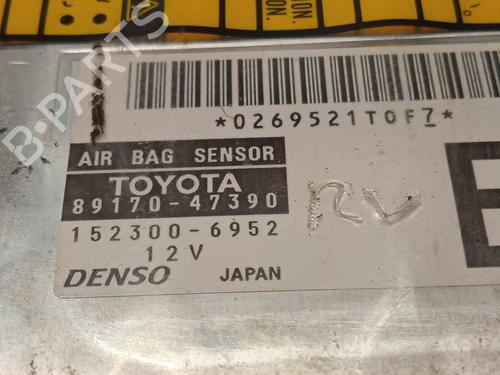 *0269521T0F7*
AIR BAG SENSOR
TOYOTA
89170-47390
152300-6952
12V
DENSO JAPAN
RV
E
B-PARTS